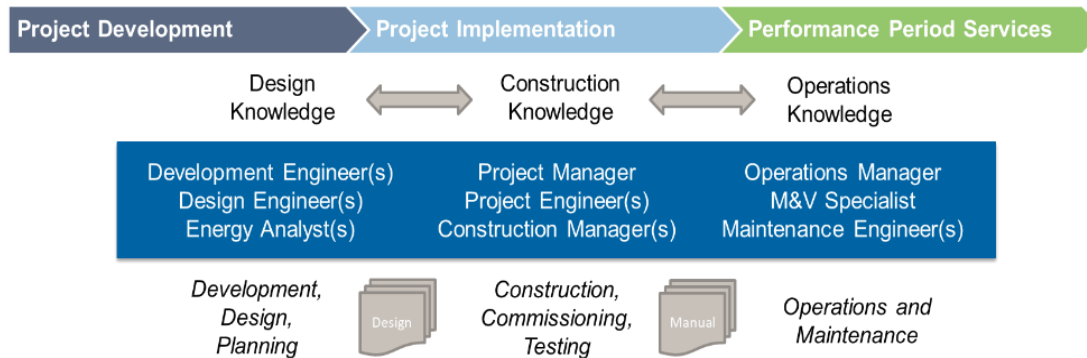 Project Development
Project Implementation
Performance Period Services
Design
Knowledge
Construction
Knowledge
Operations
Knowledge
Development Engineer(s)
Design Engineer(s)
Energy Analyst(s)
Project Manager
Project Engineer(s)
Construction Manager(s)
Operations Manager
M&V Specialist
Maintenance Engineer(s)
Development,
Design,
Planning
Design
Construction,
Commissioning,
Testing
Manual
Operations and
Maintenance